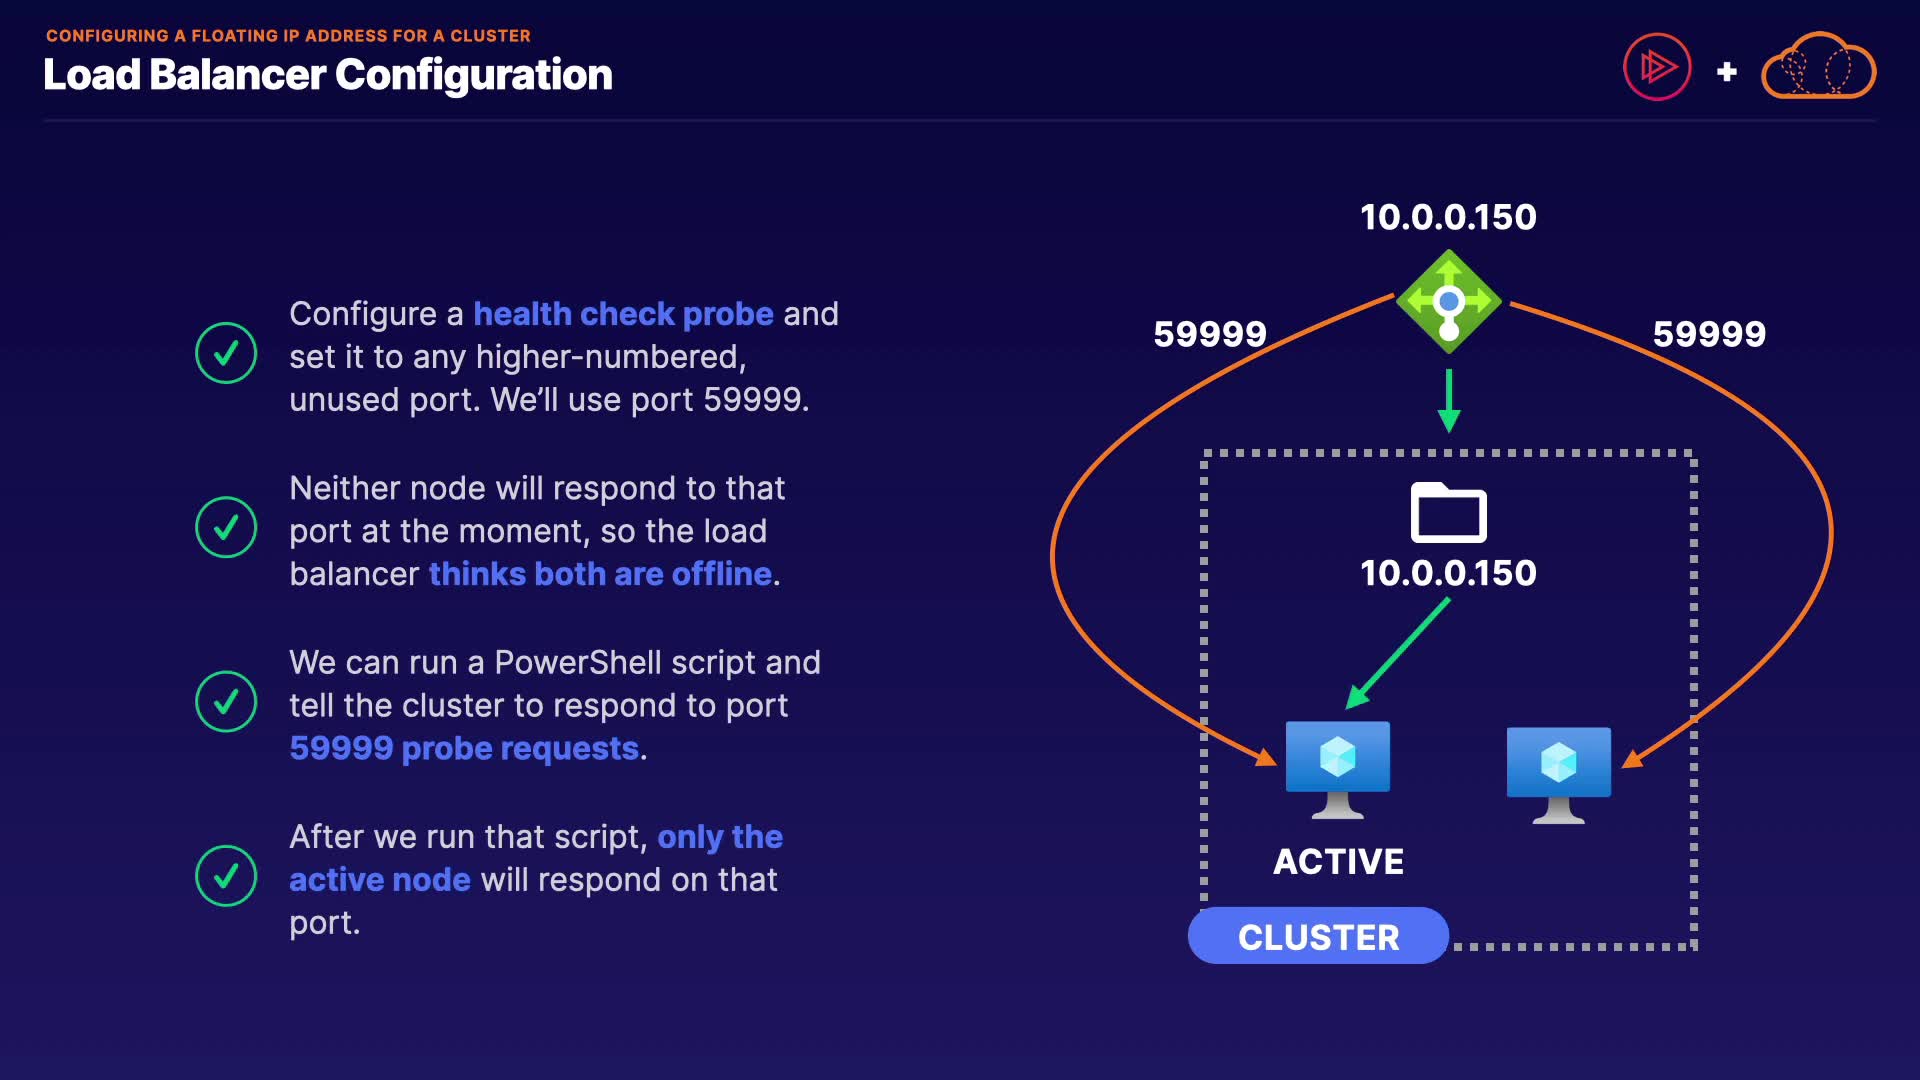 CONFIGURING A FLOATING IP ADDRESS FOR A CLUSTER
Load Balancer Configuration
Configure a health check probe and
set it to any higher-numbered,
unused port. We’ll use port 59999.
Neither node will respond to that
port at the moment, so the load
balancer thinks both are offline.
We can run a PowerShell script and
tell the cluster to respond to port
59999 probe requests.
After we run that script, only the
active node will respond on that
port.
10.0.0.150
59999
59999
10.0.0.150
ACTIVE
CLUSTER